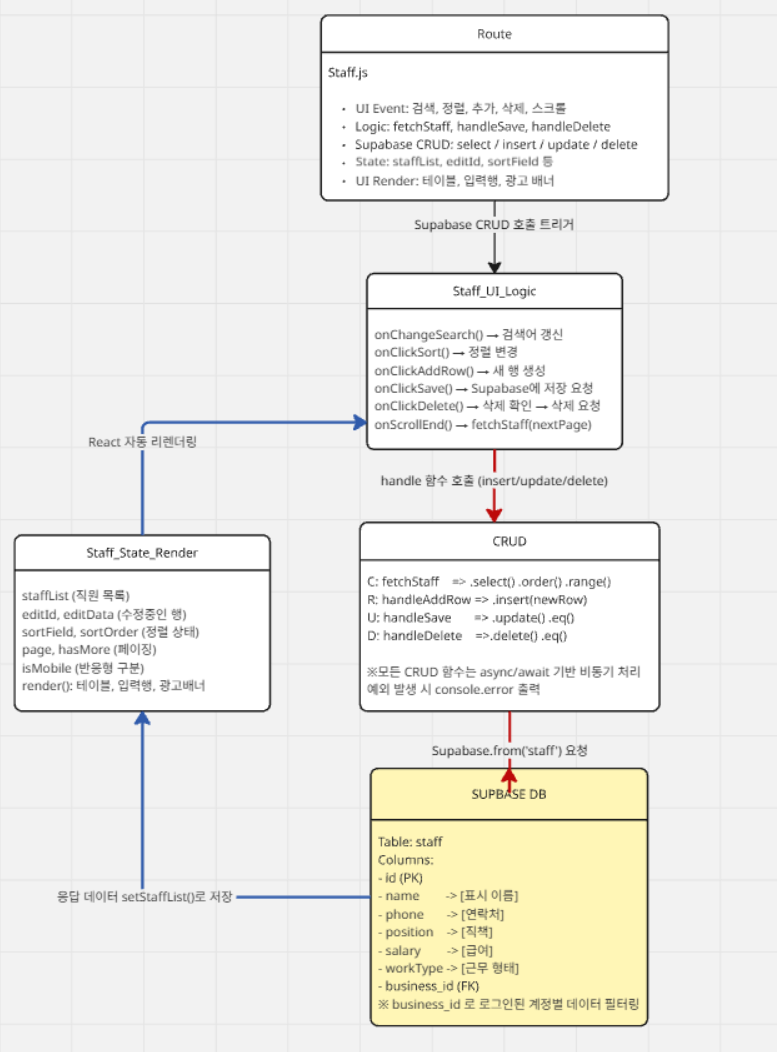 Route
Staff.js
• UI Event: 검색, 정렬, 추가, 삭제, 스크롤
• Logic: fetchStaff, handleSave, handleDelete
• Supabase CRUD: select / insert / update / delete
• State: staffList, editId, sortField 등
• UI Render: 테이블, 입력행, 광고 배너
Supabase CRUD 호출 트리거
Staff_UI_Logic
onChangeSearch() → 검색어 갱신
onClickSort() → 정렬 변경
onClickAddRow() → 새 행 생성
onClickSave() → Supabase에 저장 요청
onClickDelete() → 삭제 확인 → 삭제 요청
onScrollEnd() → fetchStaff(nextPage)
React 자동 리렌더링
handle 함수 호출 (insert/update/delete)
Staff_State_Render
staffList (직원 목록)
editId, editData (수정중인 행)
sortField, sortOrder (정렬 상태)
page, hasMore (페이징)
isMobile (반응형 구분)
render(): 테이블, 입력행, 광고배너
CRUD
C: fetchStaff => .select() .order() .range()
R: handleAddRow => .insert(newRow)
U: handleSave => .update() .eq()
D: handleDelete =>.delete() .eq()
※모든 CRUD 함수는 async/await 기반 비동기 처리
예외 발생 시 console.error 출력
Supabase.from('staff') 요청
SUPBASE DB
Table: staff
Columns:
- id (PK)
- name -> [표시 이름]
- phone -> [연락처]
- position -> [직책]
- salary -> [급여]
- workType -> [근무 형태]
- business_id (FK)
※ business_id 로 로그인된 계정별 데이터 필터링
응답 데이터 setStaffList()로 저장